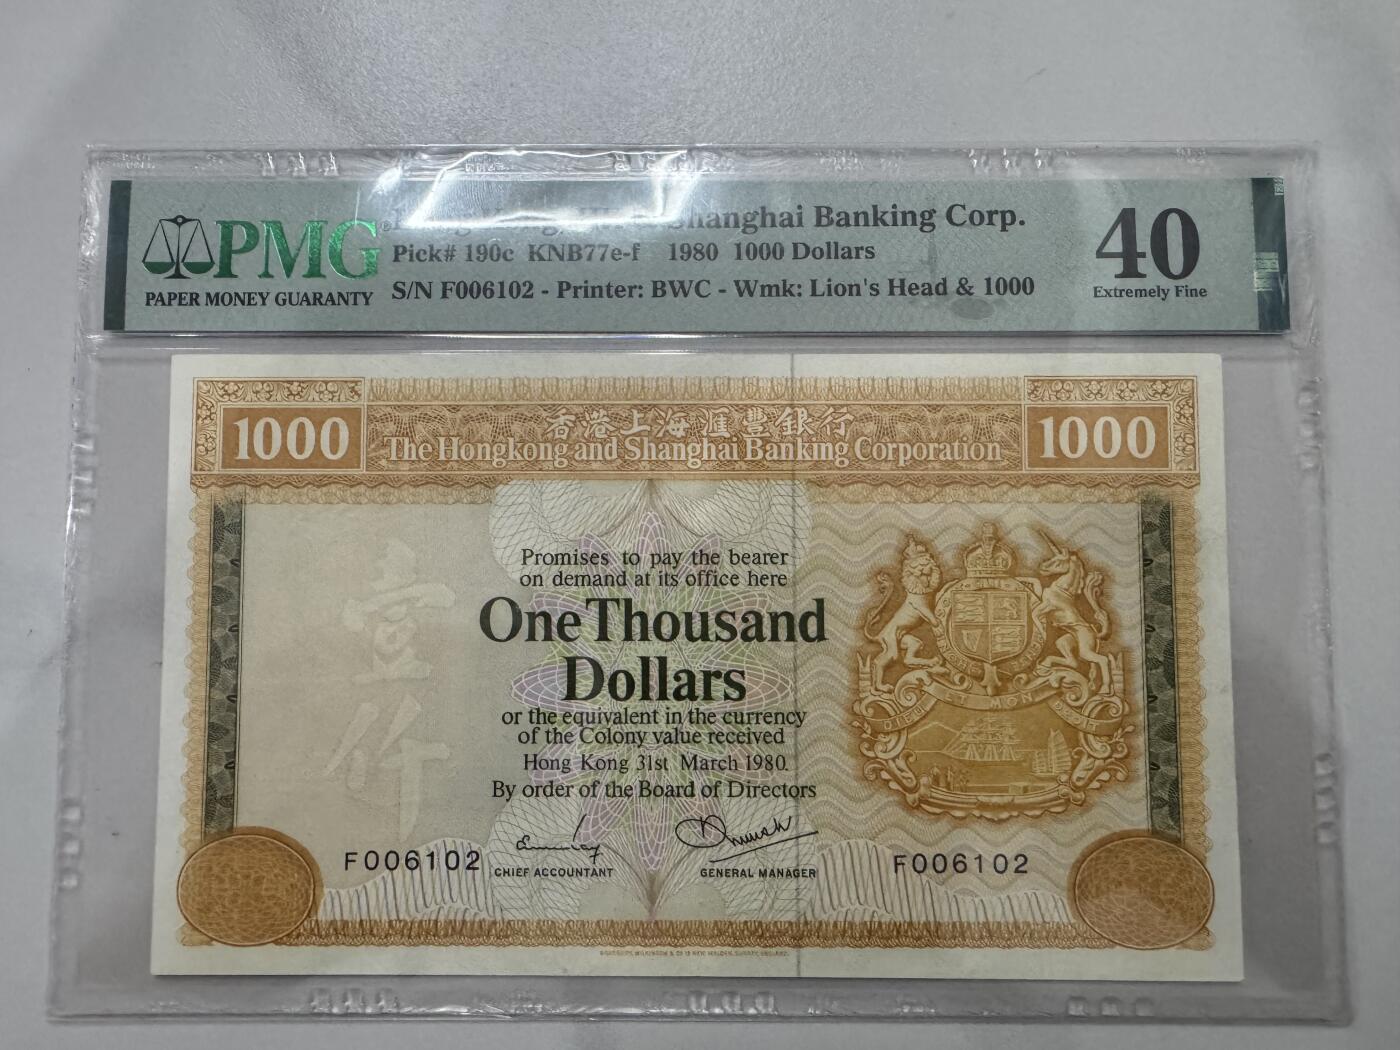 PMG
PAPER MONEY GUARANTY
Shanghai Banking Corp.
Pick# 190c KNB77e-f 1980 1000 Dollars
S/N F006102 - Printer: BWC - Wmk: Lion's Head & 1000
40
Extremely Fine
1000
香港上海滙豐銀行
The Hongkong and Shanghai Banking Corporation
1000
壹仟
Promises to pay the bearer
on demand at its office here
One Thousand
Dollars
or the equivalent in the currency
of the Colony value received
Hong Kong 31st March 1980.
By order of the Board of Directors
F006102
CHIEF ACCOUNTANT
GENERAL MANAGER
F006102
DIEU ET MON DROIT